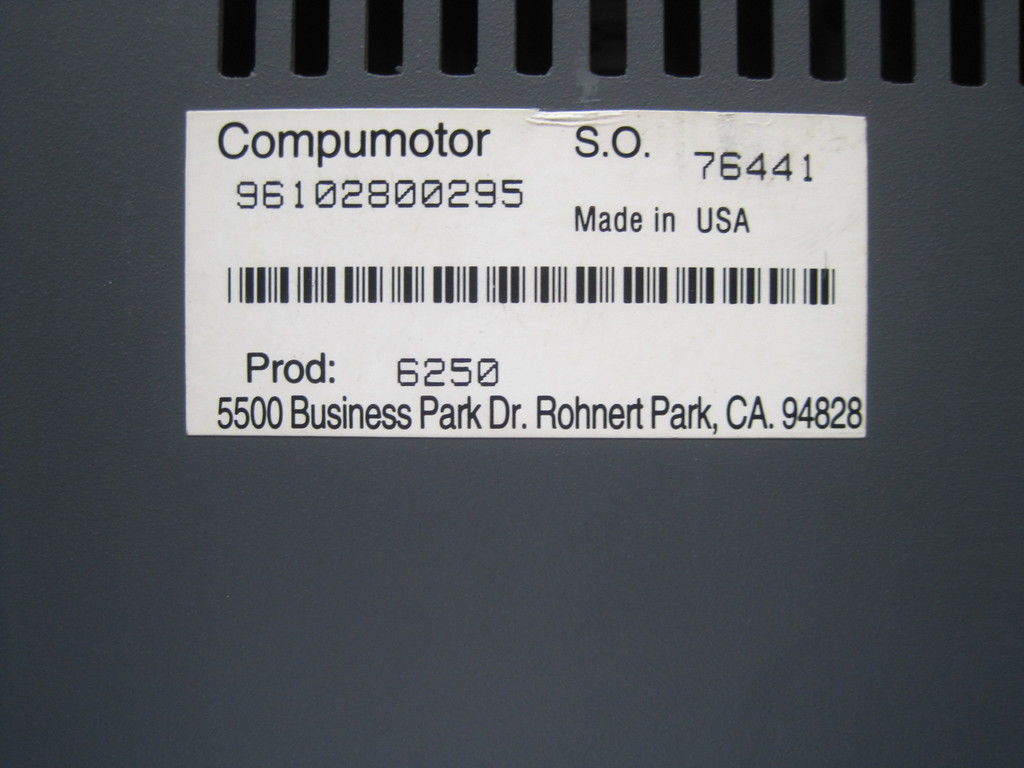 Compumotor S.O. 76441
96102800295
Made in USA
Prod: 6250
5500 Business Park Dr. Rohnert Park, CA. 94828